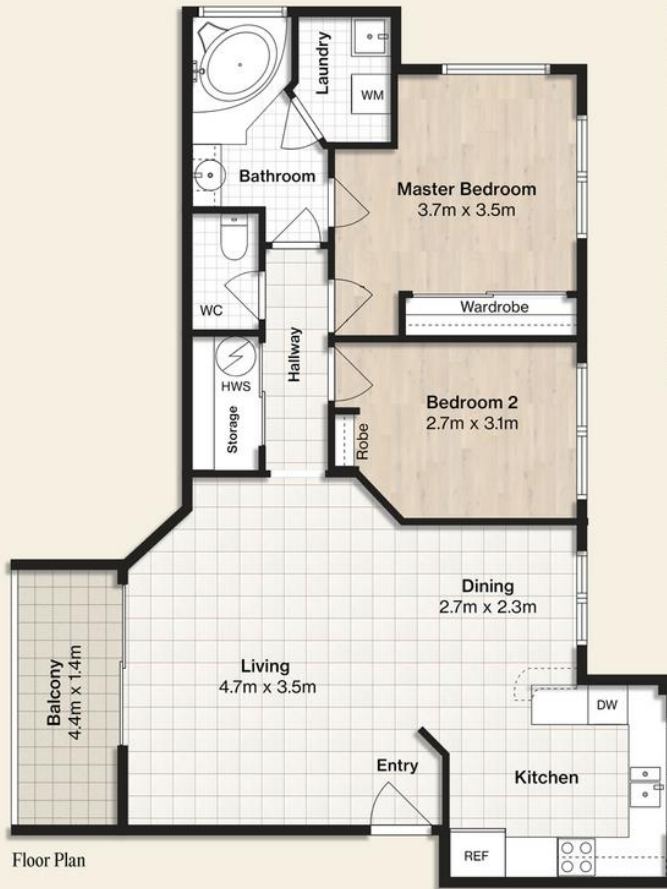 Laundry
WM
Bathroom
Master Bedroom
3.7m x 3.5m
WC
Wardrobe
Hallway
HWS
Storage
Bedroom 2
2.7m x 3.1m
Robe
Dining
2.7m x 2.3m
Living
4.7m x 3.5m
Balcony
4.4m x 1.4m
DW
Entry
Kitchen
REF
Floor Plan